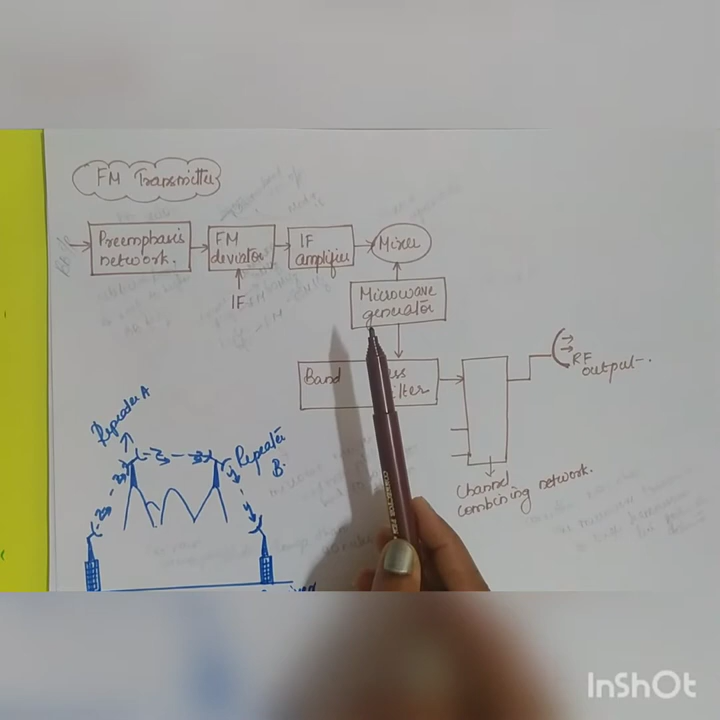 FM Transmitter
Preemphasis
network.
FM
deviator
IF
amplifier
Mixer
IF
Microwave
generator
Band
RF
output-.
Repeater A
Repeater
B.
Channel
combining network.
InShOt